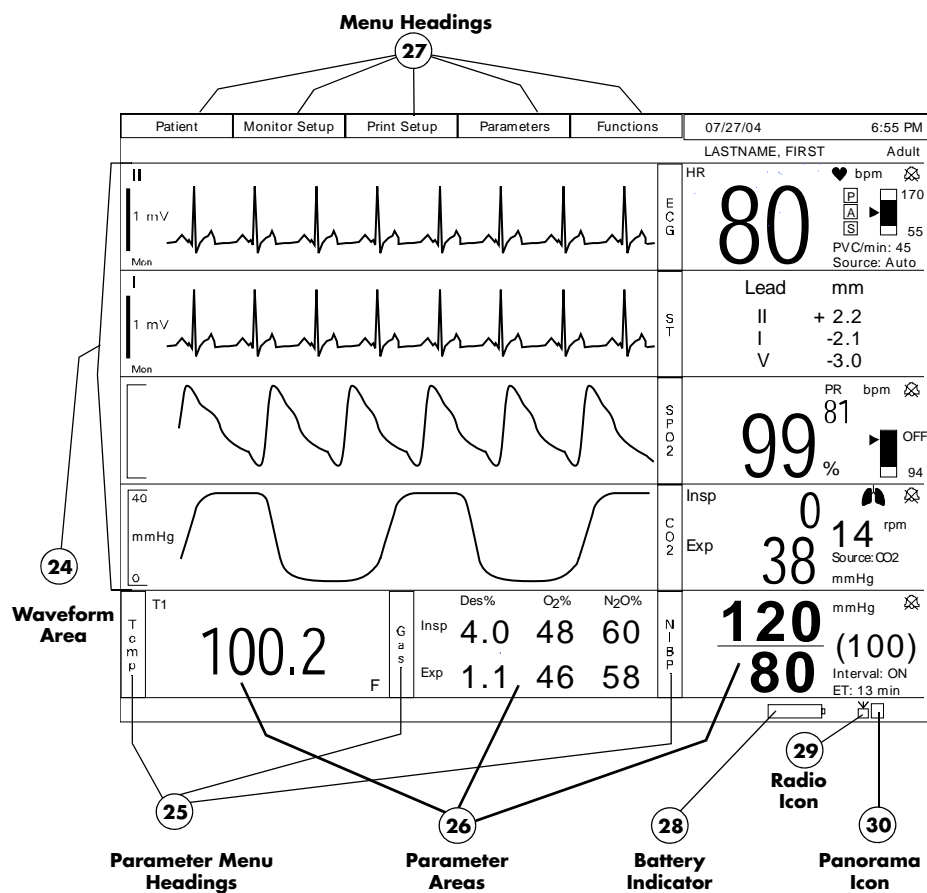 Menu Headings
27
Patient Monitor Setup Print Setup Parameters Functions 07/27/04 6:55 PM
LASTNAME, FIRST Adult
II
1 mV
Mon
ECG
HR 80 bpm
P
A
S
170
55
PVC/min: 45
Source: Auto
I
1 mV
Mon
ST
Lead mm
II + 2.2
I -2.1
V -3.0
SPO2
PR bpm
81
99 %
OFF
94
40
mmHg
0
CO2
Insp 0
Exp 38
14 rpm
Source: CO2
mmHg
24
Waveform
Area
Temp
T1
100.2
F
Gas
Des% O2% N2O%
Insp 4.0 48 60
Exp 1.1 46 58
NIBP
120
80
mmHg
(100)
Interval: ON
ET: 13 min
25
Parameter Menu
Headings
26
Parameter
Areas
28
Battery
Indicator
29
Radio
Icon
30
Panorama
Icon